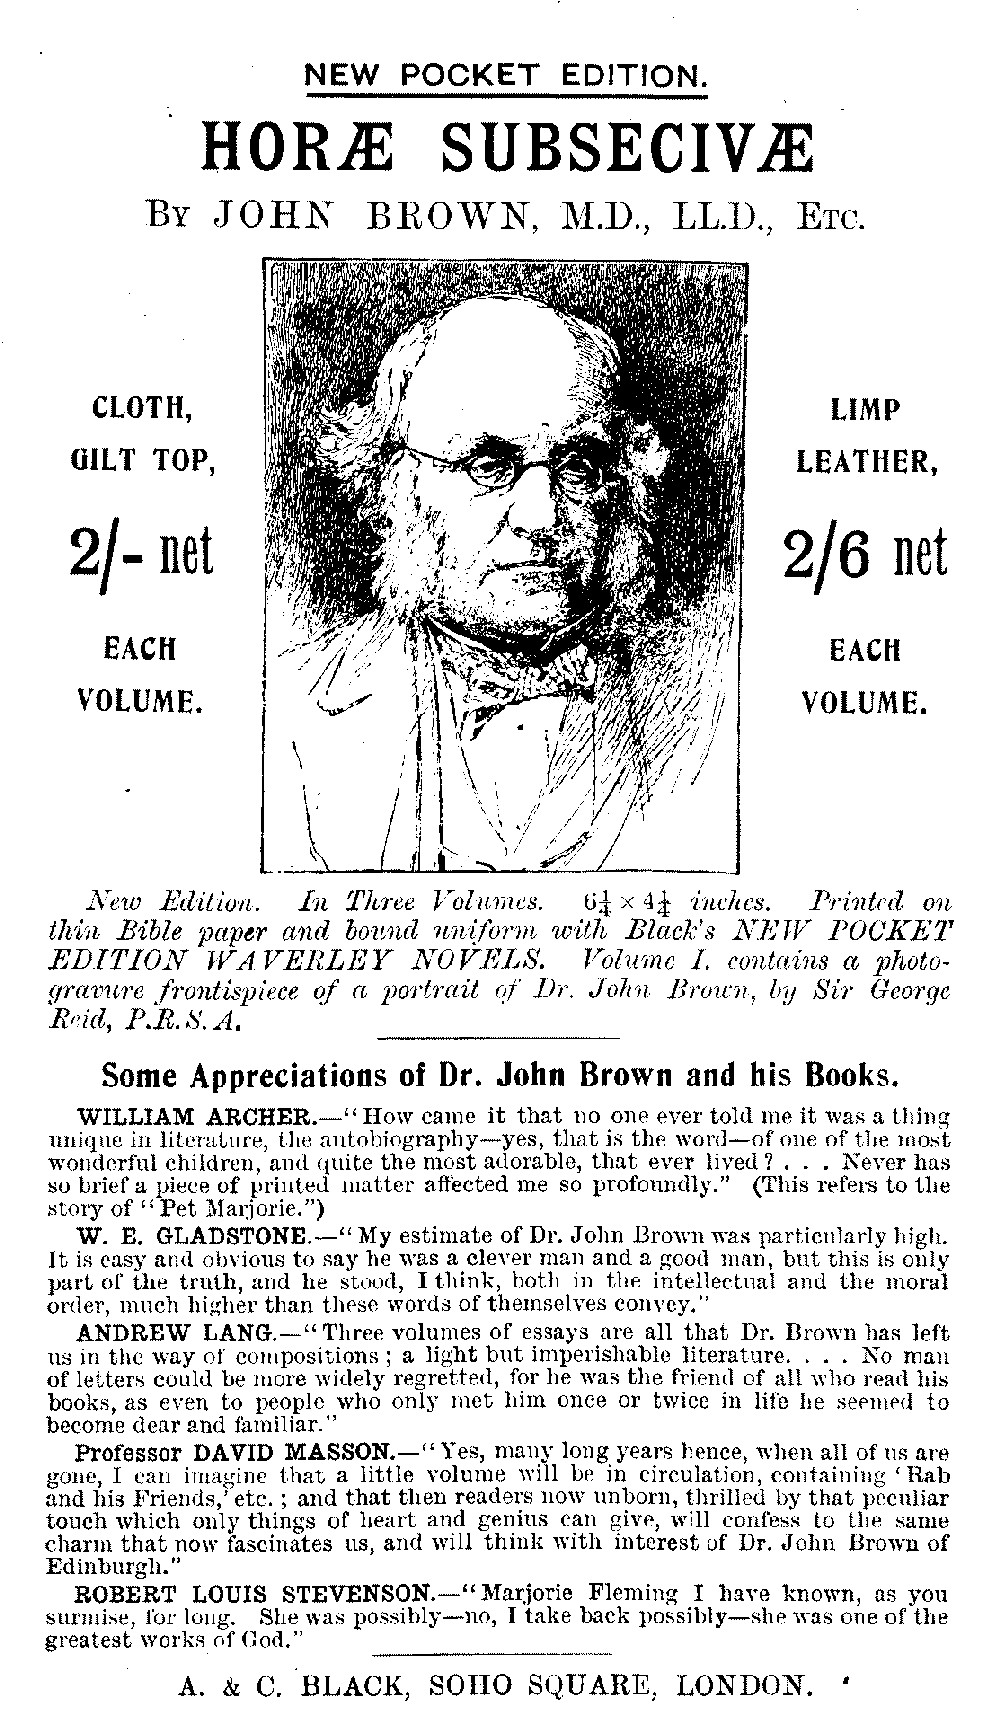 NEW POCKET EDITION.
HORÆ SUBSECIVÆ
BY JOHN BROWN, M.D., LL.D., ETC.
CLOTH,
GILT TOP,
2/- net
EACH
VOLUME.
LIMP
LEATHER,
2/6 net
EACH
VOLUME.
New Edition. In Three Volumes. 6¼ × 4¼ inches. Printed on
thin Bible paper and bound uniform with Black's NEW POCKET
EDITION WAVERLEY NOVELS. Volume I. contains a photo-
gravure frontispiece of a portrait of Dr. John Brown, by Sir George
Reid, P.R.S.A.
Some Appreciations of Dr. John Brown and his Books.
WILLIAM ARCHER.—"How came it that no one ever told me it was a thing
unique in literature, the autobiography—yes, that is the word—of one of the most
wonderful children, and quite the most adorable, that ever lived? . . . Never has
so brief a piece of printed matter affected me so profoundly." (This refers to the
story of "Pet Marjorie.")
W. E. GLADSTONE.—"My estimate of Dr. John Brown was particularly high.
It is easy and obvious to say he was a clever man and a good man, but this is only
part of the truth, and he stood, I think, both in the intellectual and the moral
order, much higher than these words of themselves convey."
ANDREW LANG.—"Three volumes of essays are all that Dr. Brown has left
us in the way of compositions; a light but imperishable literature. . . . No man
of letters could be more widely regretted, for he was the friend of all who read his
books, as even to people who only met him once or twice in life he seemed to
become dear and familiar."
Professor DAVID MASSON.—"Yes, many long years hence, when all of us are
gone, I can imagine that a little volume will be in circulation, containing 'Rab
and his Friends,' etc.; and that then readers now unborn, thrilled by that peculiar
touch which only things of heart and genius can give, will confess to the same
charm that now fascinates us, and will think with interest of Dr. John Brown of
Edinburgh."
ROBERT LOUIS STEVENSON.—"Marjorie Fleming I have known, as you
surmise, for long. She was possibly—no, I take back possibly—she was one of the
greatest works of God."
A. & C. BLACK, SOHO SQUARE, LONDON.